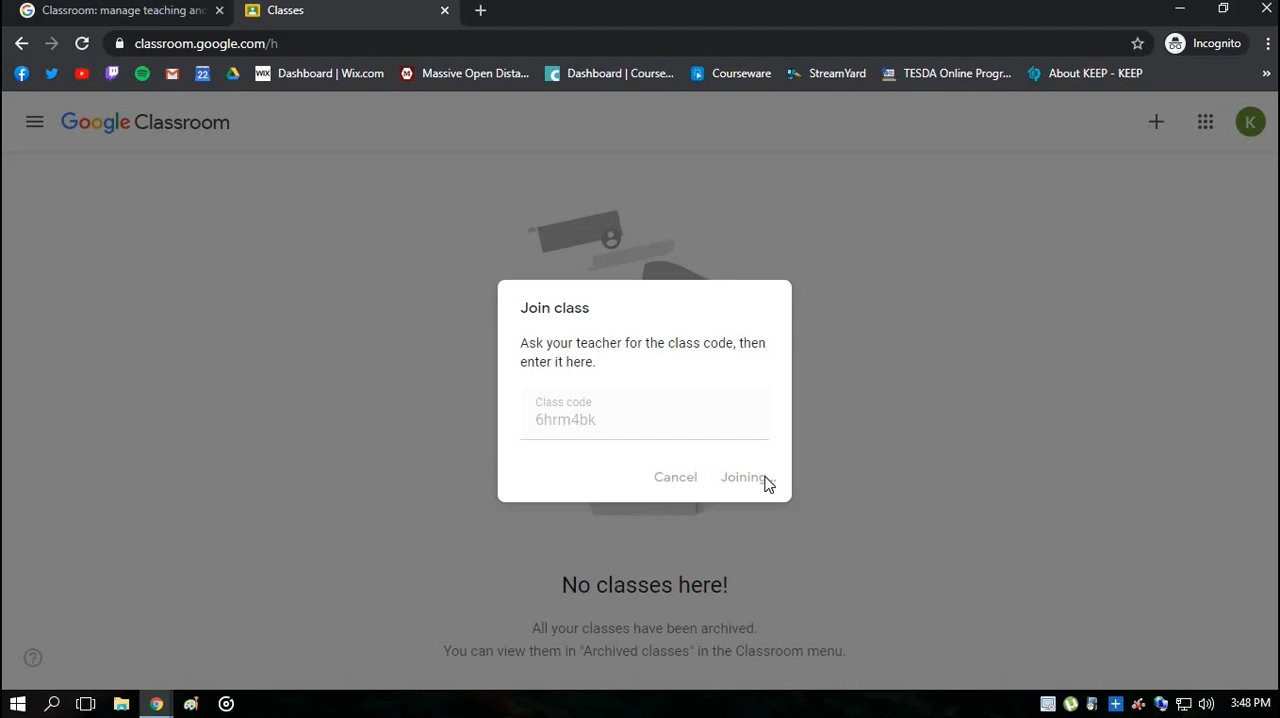 Classroom: manage teaching and
Classes
classroom.google.com/h
Incognito
22
WIX
Dashboard | Wix.com
Massive Open Dista...
Dashboard | Course...
Courseware
StreamYard
TESDA Online Progr...
About KEEP - KEEP
»
Google Classroom
K
Join class
Ask your teacher for the class code, then
enter it here.
Class code
6hrm4bk
Cancel
Joining...
No classes here!
All your classes have been archived.
You can view them in "Archived classes" in the Classroom menu.
3:48 PM